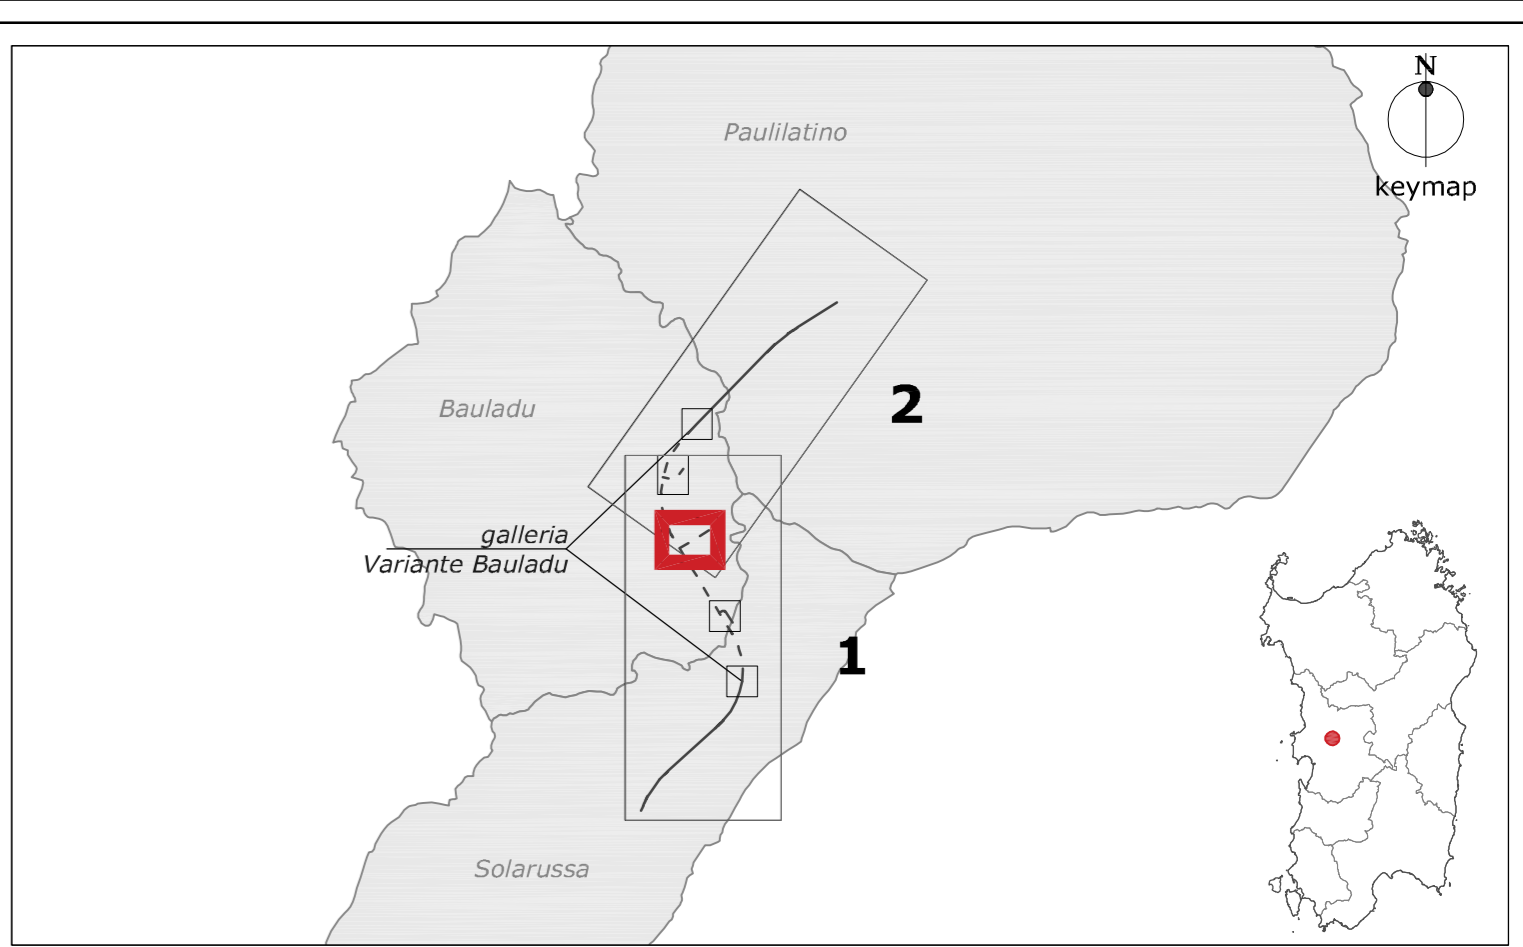 N
keymap
Paulilatino
2
Bauladu
galleria
Variante Bauladu
1
Solarussa